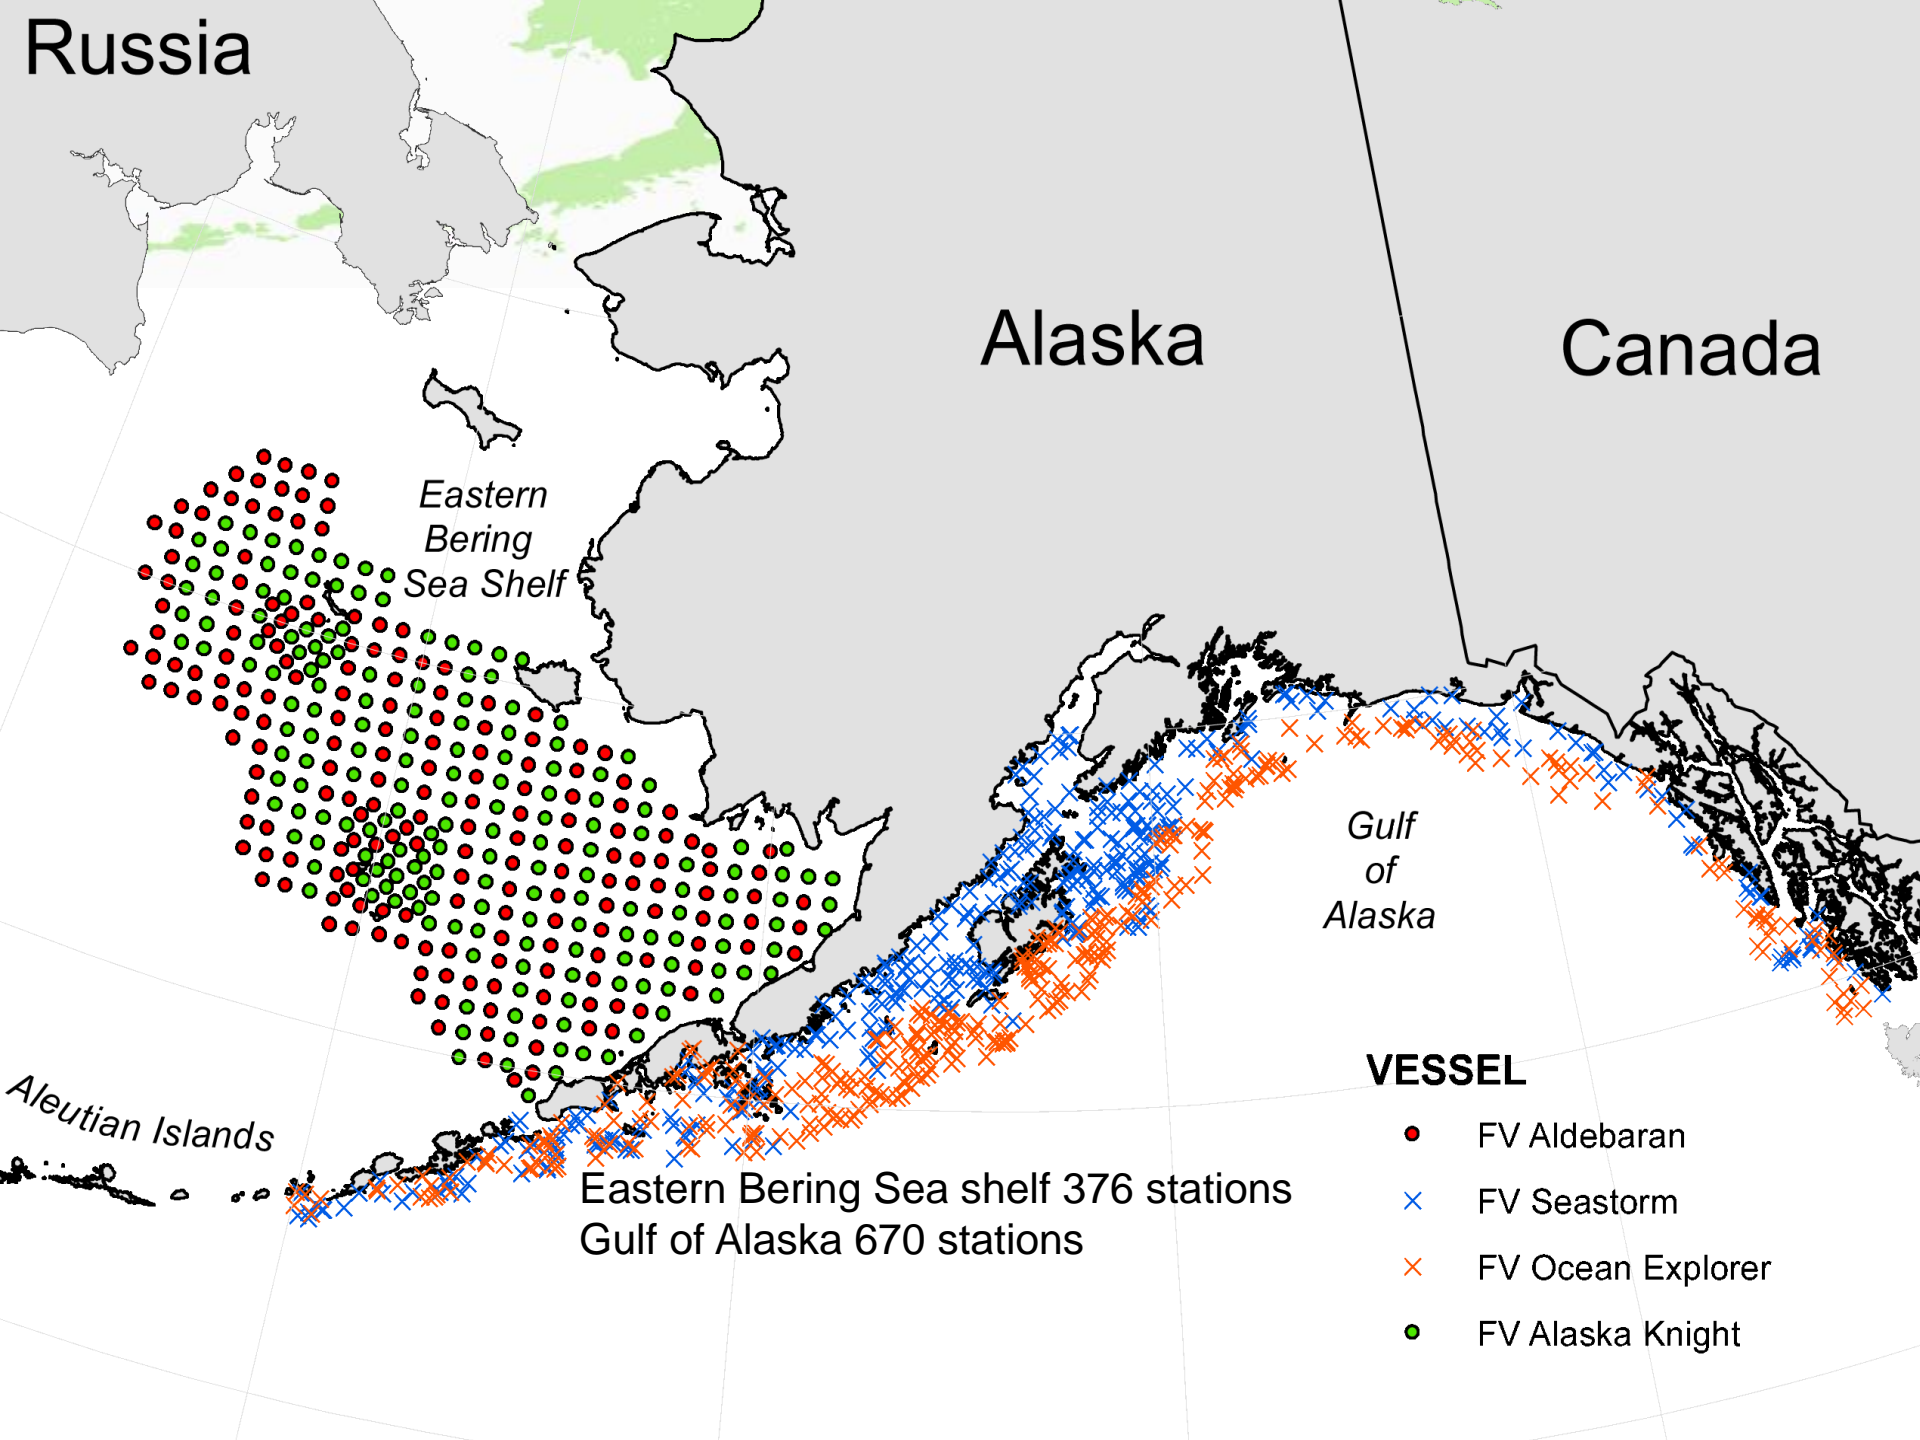 Russia
Alaska
Canada
Eastern
Bering
Sea Shelf
Gulf
of
Alaska
Aleutian Islands
Eastern Bering Sea shelf 376 stations
Gulf of Alaska 670 stations
VESSEL
FV Aldebaran
FV Seastorm
FV Ocean Explorer
FV Alaska Knight